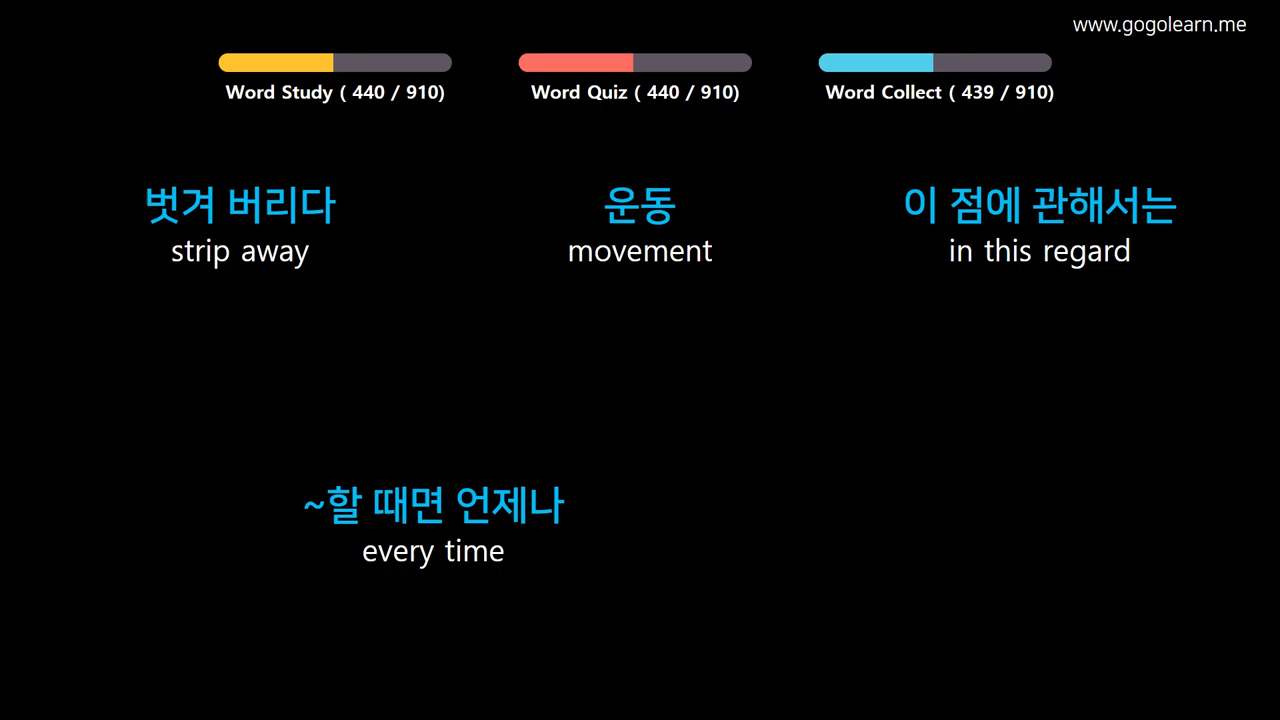 www.gogolearn.me
Word Study ( 440 / 910)
Word Quiz ( 440 / 910)
Word Collect ( 439 / 910)
벗겨 버리다
strip away
운동
movement
이 점에 관해서는
in this regard
~할 때면 언제나
every time